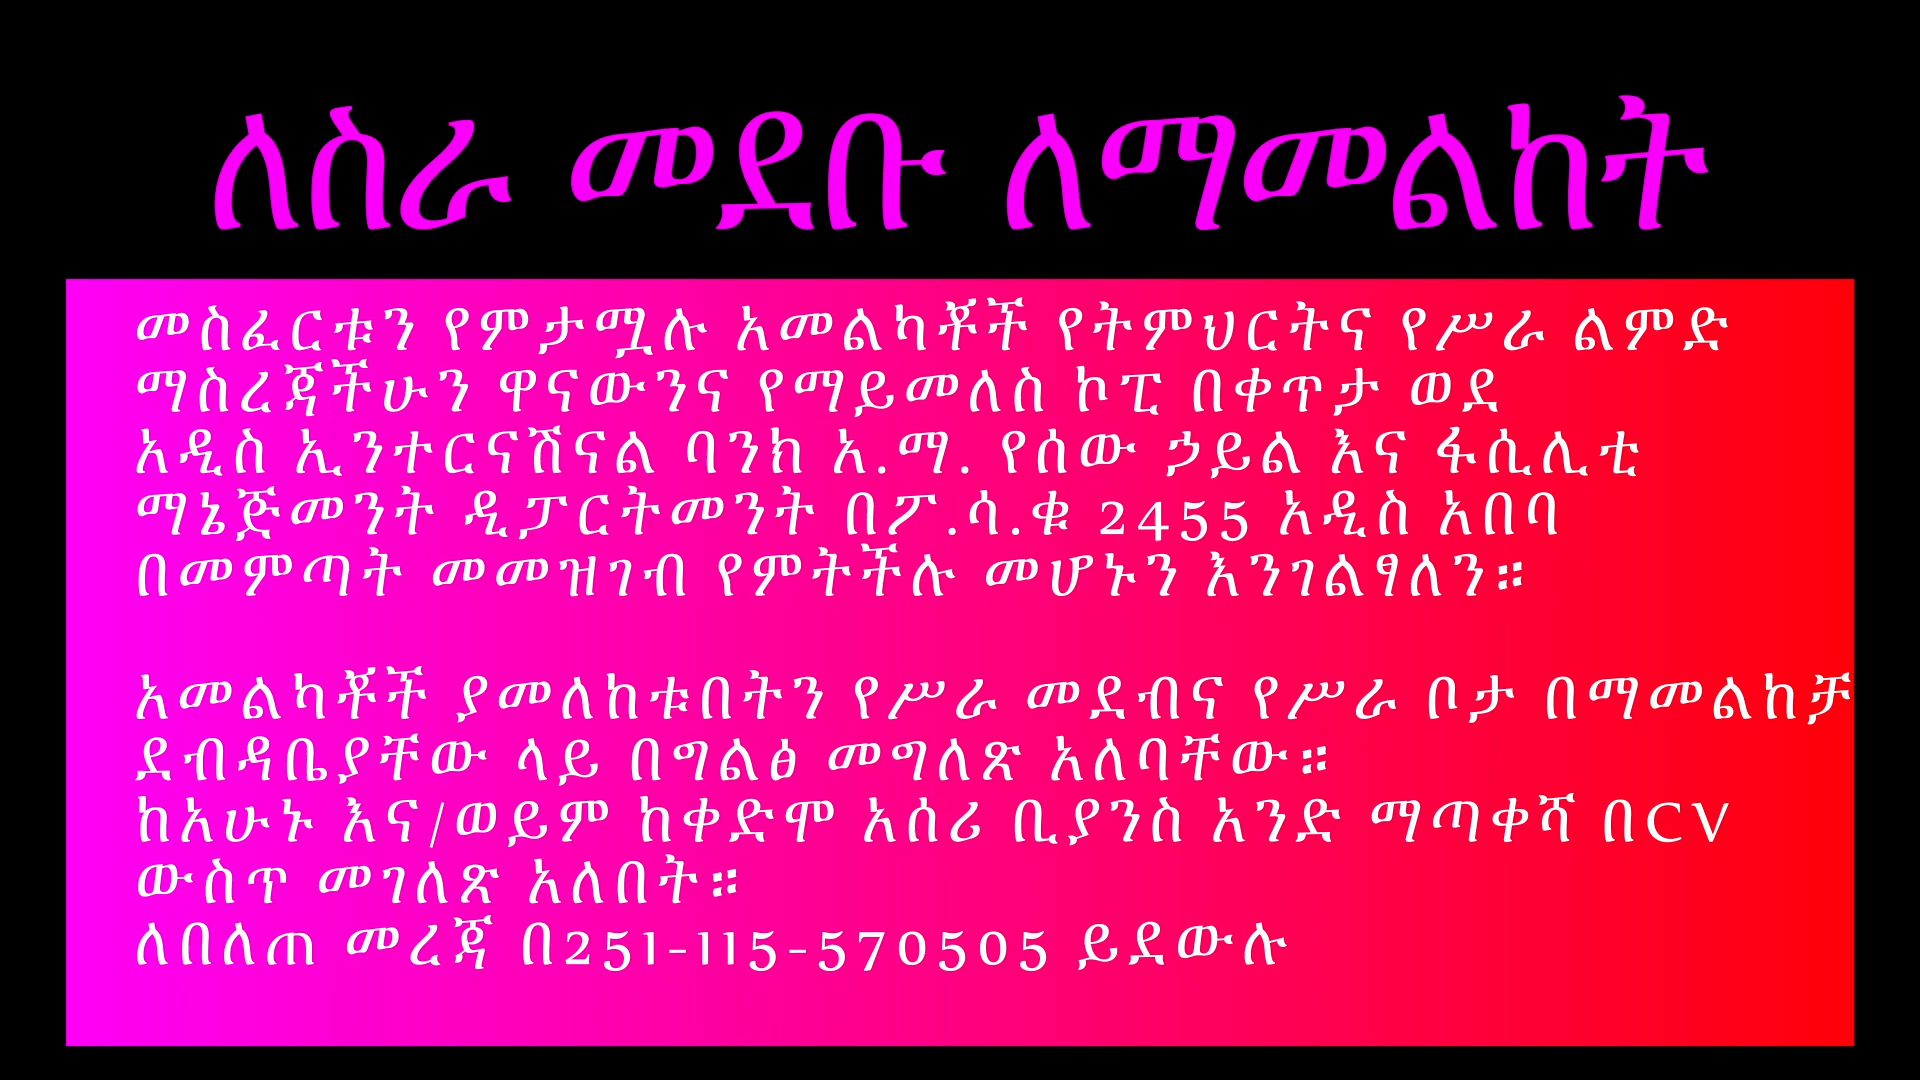 ለስራ መደቡ ለማመልከት
መስፈርቱን የምታሟሉ አመልካቾች የትምህርትና የሥራ ልምድ
ማስረጃችሁን ዋናውንና የማይመለስ ኮፒ በቀጥታ ወደ
አዲስ ኢንተርናሽናል ባንክ አ.ማ. የሰው ኃይል እና ፋሲሊቲ
ማኔጅመንት ዲፓርትመንት በፖ.ሳ.ቁ 2455 አዲስ አበባ
በመምጣት መመዝገብ የምትችሉ መሆኑን እንገልፃለን።
አመልካቾች ያመለከቱበትን የሥራ መደብና የሥራ ቦታ በማመልከቻ
ደብዳቤያቸው ላይ በግልፅ መግለጽ አለባቸው።
ከአሁኑ እና/ወይም ከቀድሞ አሰሪ ቢያንስ አንድ ማጣቀሻ በCV
ውስጥ መገለጽ አለበት።
ለበለጠ መረጃ በ251-115-570505 ይደውሉ